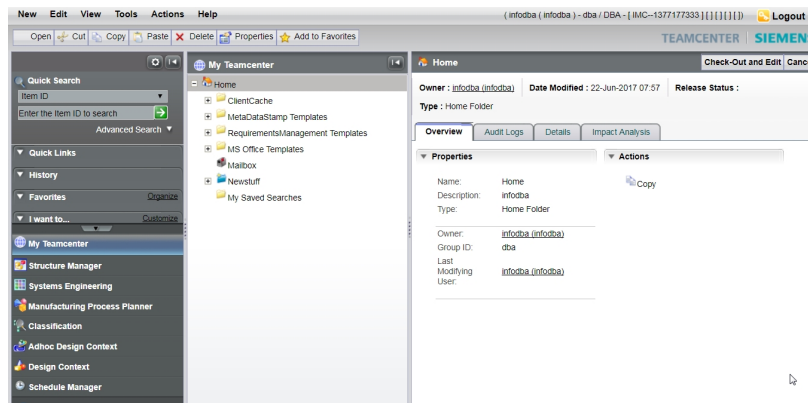 New Edit View Tools Actions Help ( infodba ( infodba ) - dba / DBA - [ IMC--1377177333 ] [ ] [ ] [ ] [ ] ) Logout
Open Cut Copy Paste Delete Properties Add to Favorites TEAMCENTER SIEMEN
Quick Search
Item ID
Enter the Item ID to search
Advanced Search
Quick Links
History
Favorites Organize
I want to... Customize
My Teamcenter
Structure Manager
Systems Engineering
Manufacturing Process Planner
Classification
Adhoc Design Context
Design Context
Schedule Manager
My Teamcenter
Home
ClientCache
MetaDataStamp Templates
RequirementsManagement Templates
MS Office Templates
Mailbox
Newstuff
My Saved Searches
Home Check-Out and Edit Cance
Owner : infodba (infodba) Date Modified : 22-Jun-2017 07:57 Release Status :
Type : Home Folder
Overview Audit Logs Details Impact Analysis
Properties
Name: Home
Description: infodba
Type: Home Folder
Owner: infodba (infodba)
Group ID: dba
Last
Modifying infodba (infodba)
User:
Actions
Copy